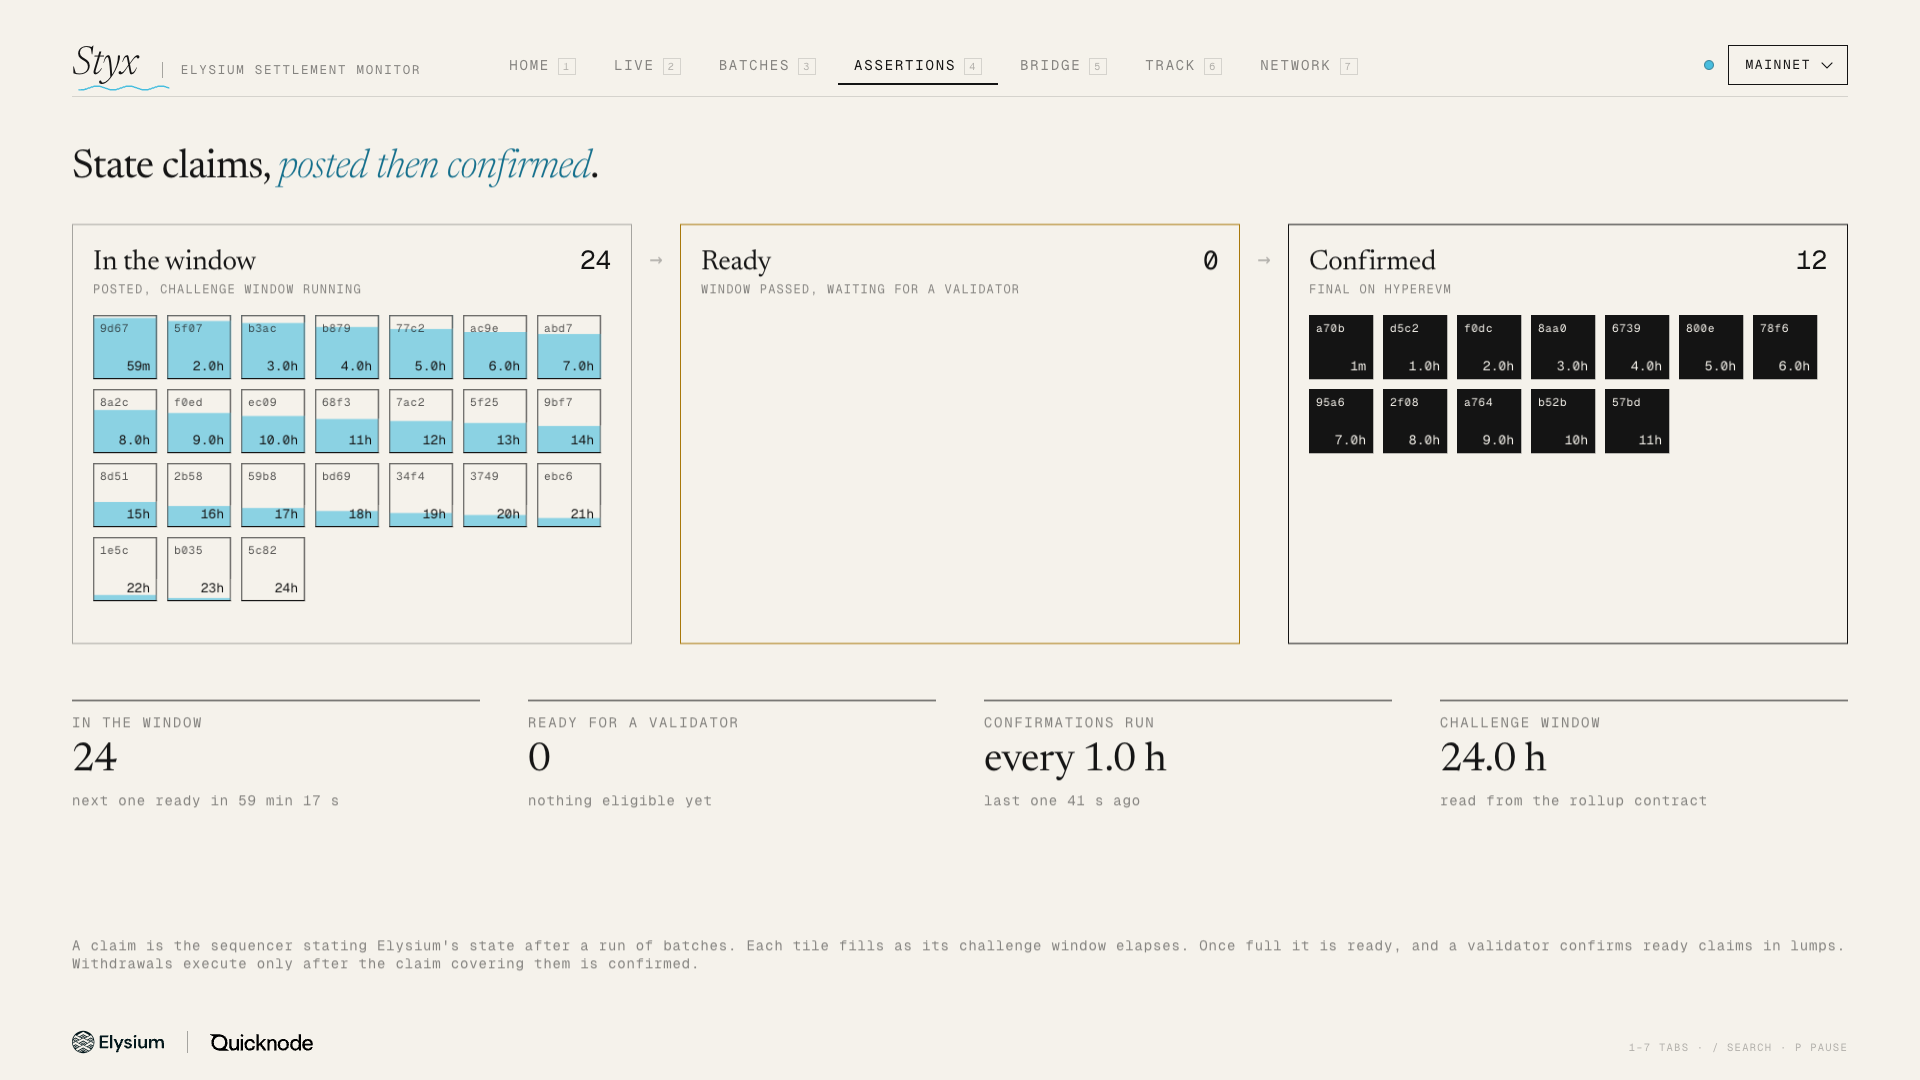 Styx
ELYSIUM SETTLEMENT MONITOR
HOME 1
LIVE 2
BATCHES 3
ASSERTIONS 4
BRIDGE 5
TRACK 6
NETWORK 7
MAINNET
State claims, posted then confirmed.
In the window 24
POSTED, CHALLENGE WINDOW RUNNING
9d67 5f07 b3ac b879 77c2 ac9e abd7
59m 2.0h 3.0h 4.0h 5.0h 6.0h 7.0h
8a2c f0ed ec09 68f3 7ac2 5f25 9bf7
8.0h 9.0h 10.0h 11h 12h 13h 14h
8d51 2b58 59b8 bd69 34f4 3749 ebc6
15h 16h 17h 18h 19h 20h 21h
1e5c b035 5c82
22h 23h 24h
→
Ready 0
WINDOW PASSED, WAITING FOR A VALIDATOR
→
Confirmed 12
FINAL ON HYPEREVM
a70b d5c2 f0dc 8aa0 6739 800e 78f6
1m 1.0h 2.0h 3.0h 4.0h 5.0h 6.0h
95a6 2f08 a764 b52b 57bd
7.0h 8.0h 9.0h 10h 11h
IN THE WINDOW
24
next one ready in 59 min 17 s
READY FOR A VALIDATOR
0
nothing eligible yet
CONFIRMATIONS RUN
every 1.0 h
last one 41 s ago
CHALLENGE WINDOW
24.0 h
read from the rollup contract
A claim is the sequencer stating Elysium's state after a run of batches. Each tile fills as its challenge window elapses. Once full it is ready, and a validator confirms ready claims in lumps.
Withdrawals execute only after the claim covering them is confirmed.
Elysium
Quicknode
1–7 TABS · / SEARCH · P PAUSE